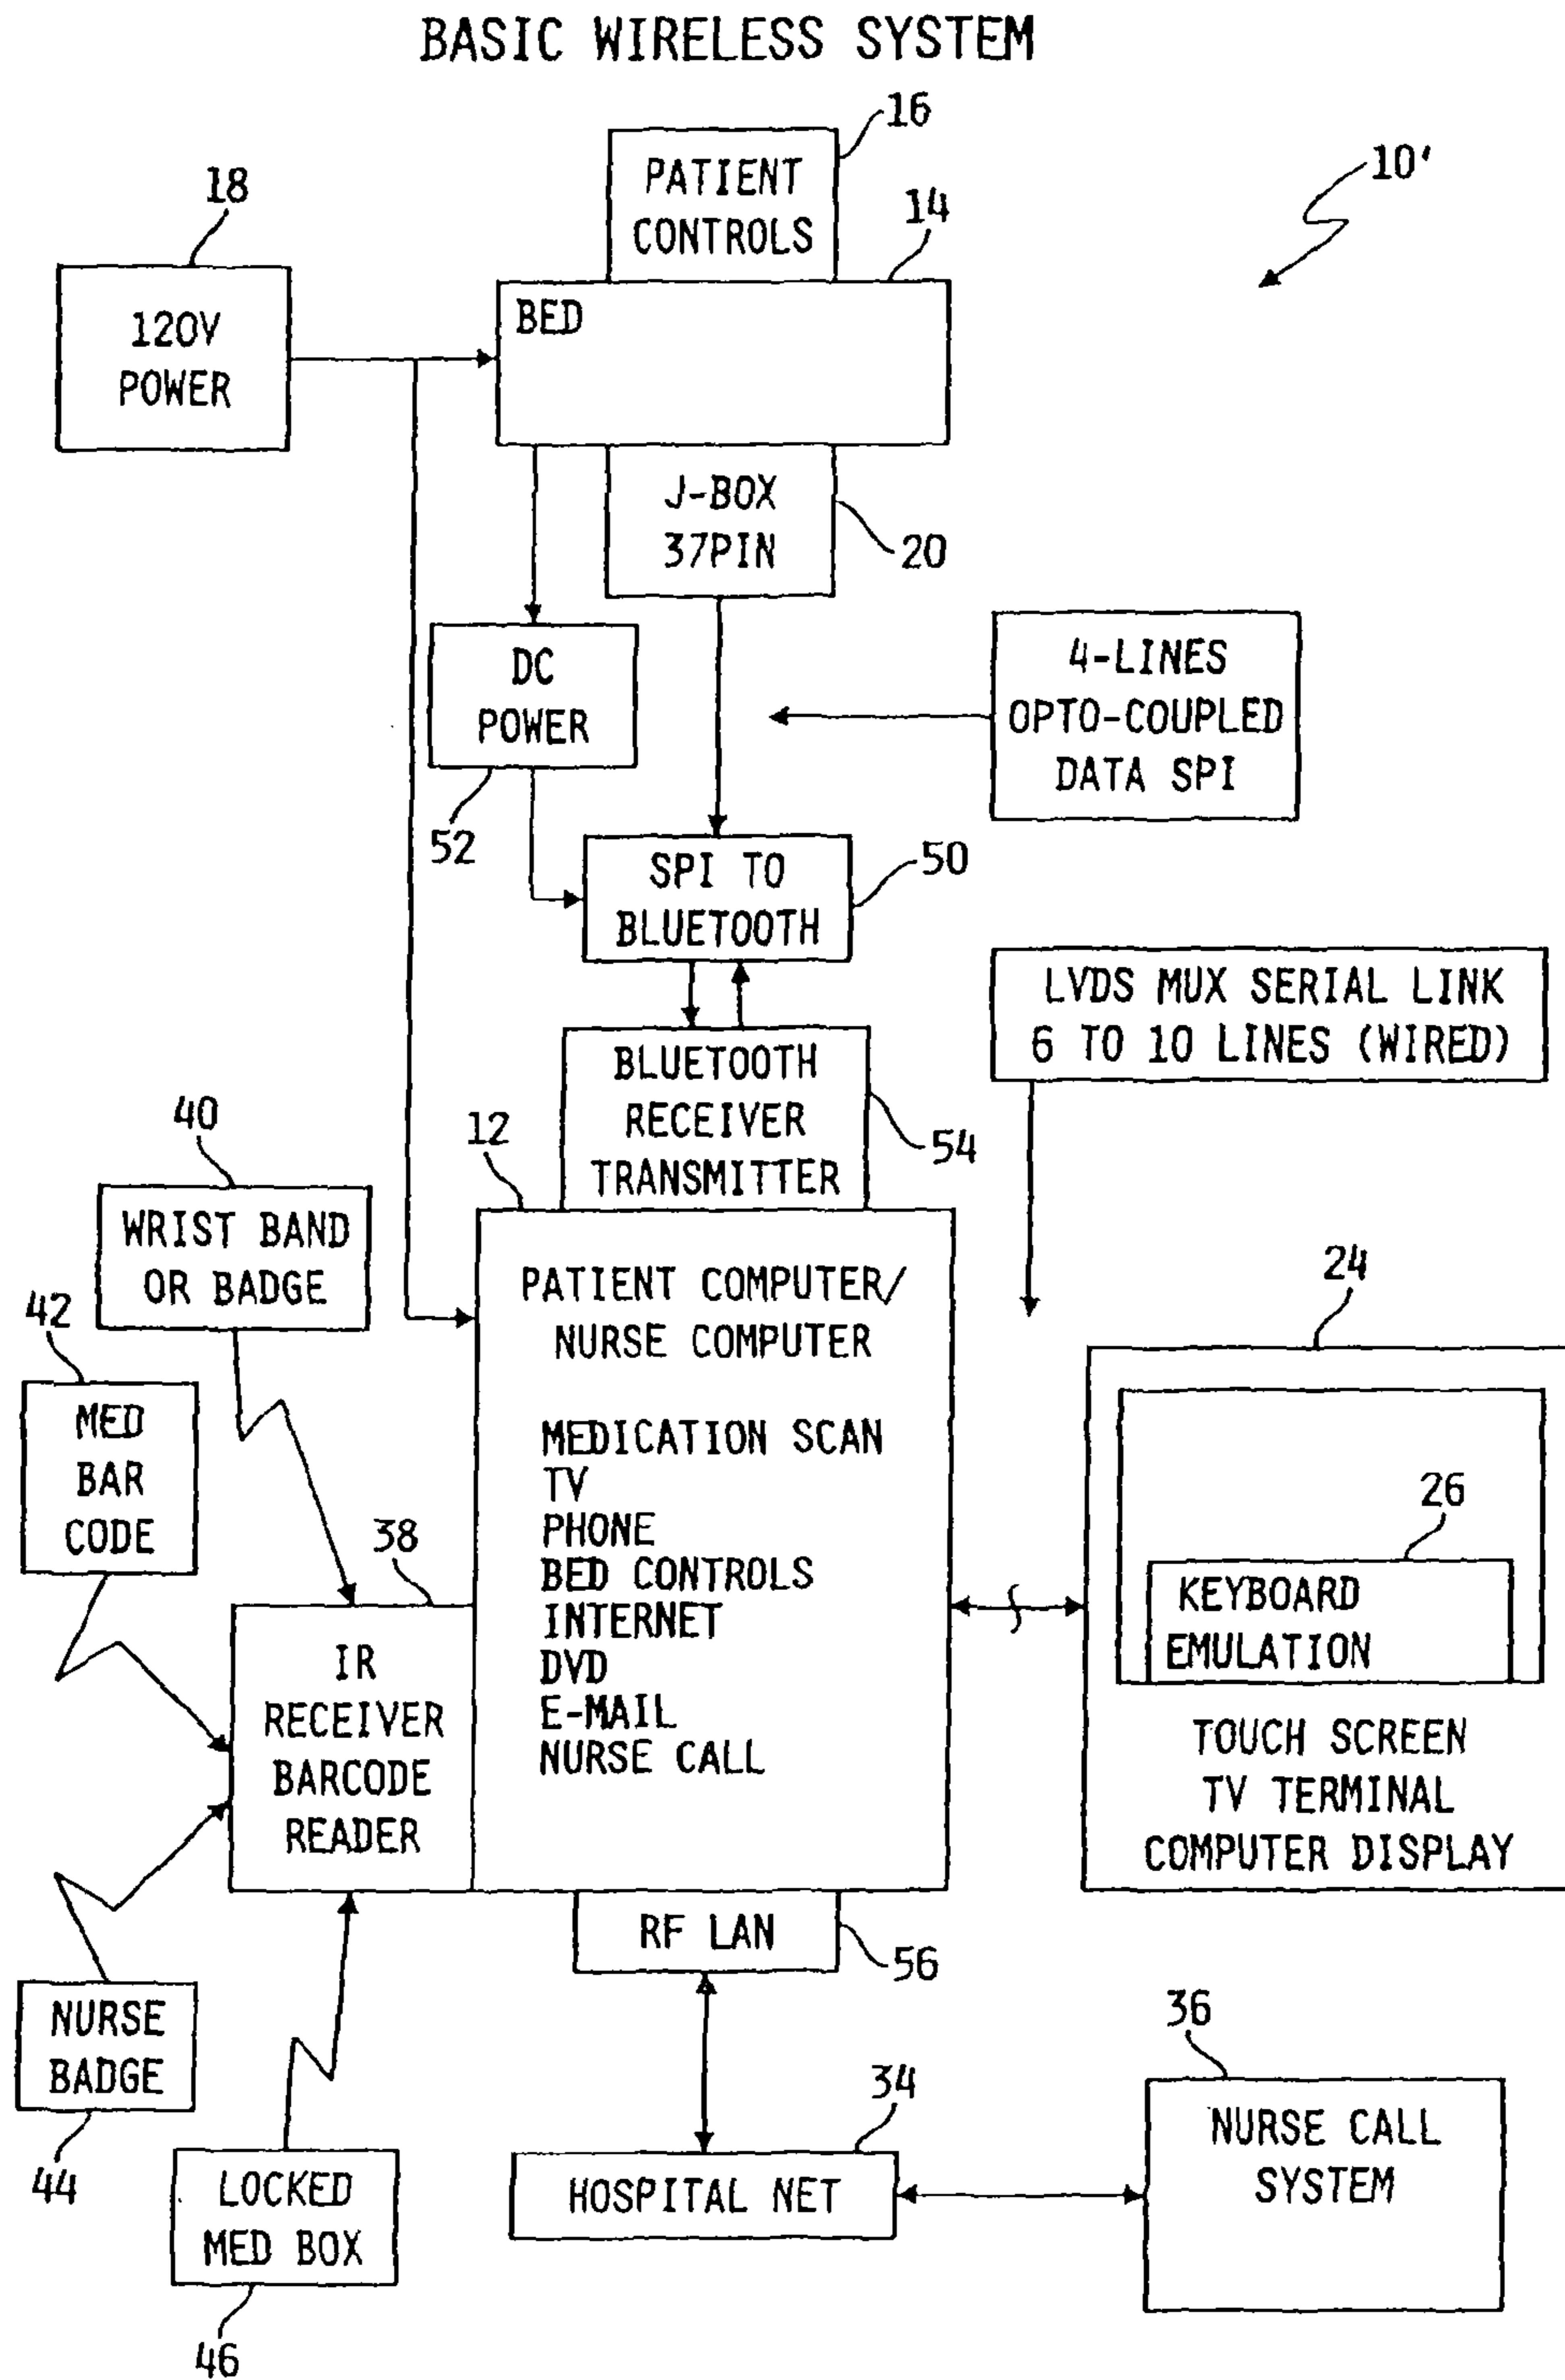 BASIC WIRELESS SYSTEM
16
PATIENT
CONTROLS
10'
18
14
120V
POWER
BED
J-BOX
37PIN
20
DC
POWER
52
4-LINES
OPTO-COUPLED
DATA SPI
SPI TO
BLUETOOTH
50
LVDS MUX SERIAL LINK
6 TO 10 LINES (WIRED)
BLUETOOTH
RECEIVER
TRANSMITTER
54
12
40
WRIST BAND
OR BADGE
42
MED
BAR
CODE
PATIENT COMPUTER/
NURSE COMPUTER
MEDICATION SCAN
TV
PHONE
BED CONTROLS
INTERNET
DVD
E-MAIL
NURSE CALL
24
26
KEYBOARD
EMULATION
TOUCH SCREEN
TV TERMINAL
COMPUTER DISPLAY
38
IR
RECEIVER
BARCODE
READER
RF LAN
56
NURSE
BADGE
44
LOCKED
MED BOX
46
34
HOSPITAL NET
36
NURSE CALL
SYSTEM